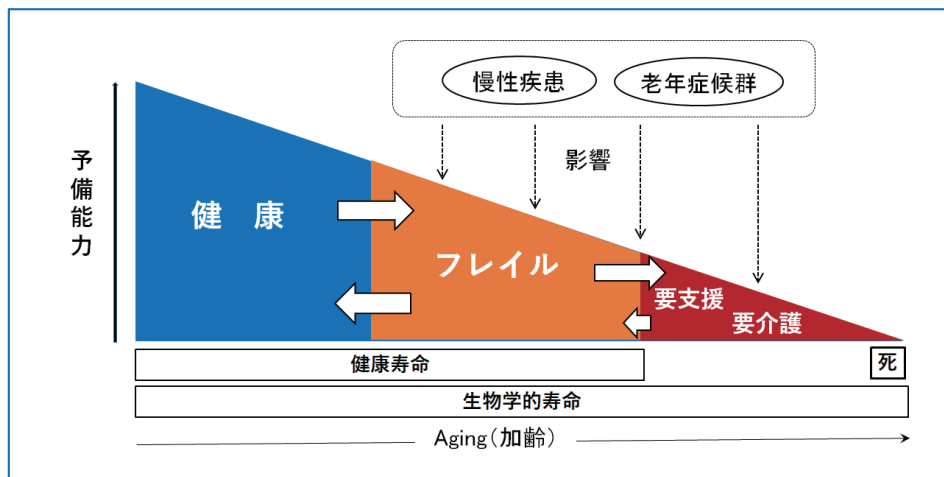 慢性疾患
老年症候群
影響
予備能力
健　康
フレイル
要支援
要介護
健康寿命
死
生物学的寿命
Aging（加齢）